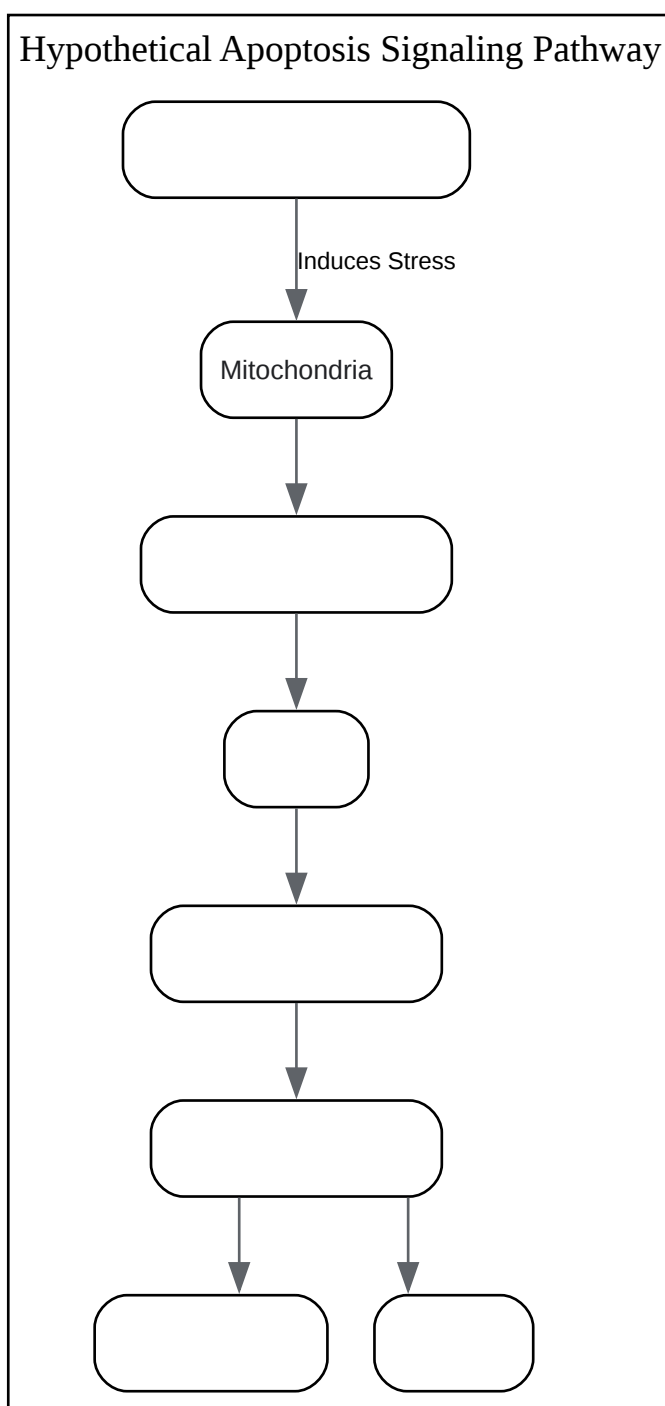 Hypothetical Apoptosis Signaling Pathway
Induces Stress
Mitochondria